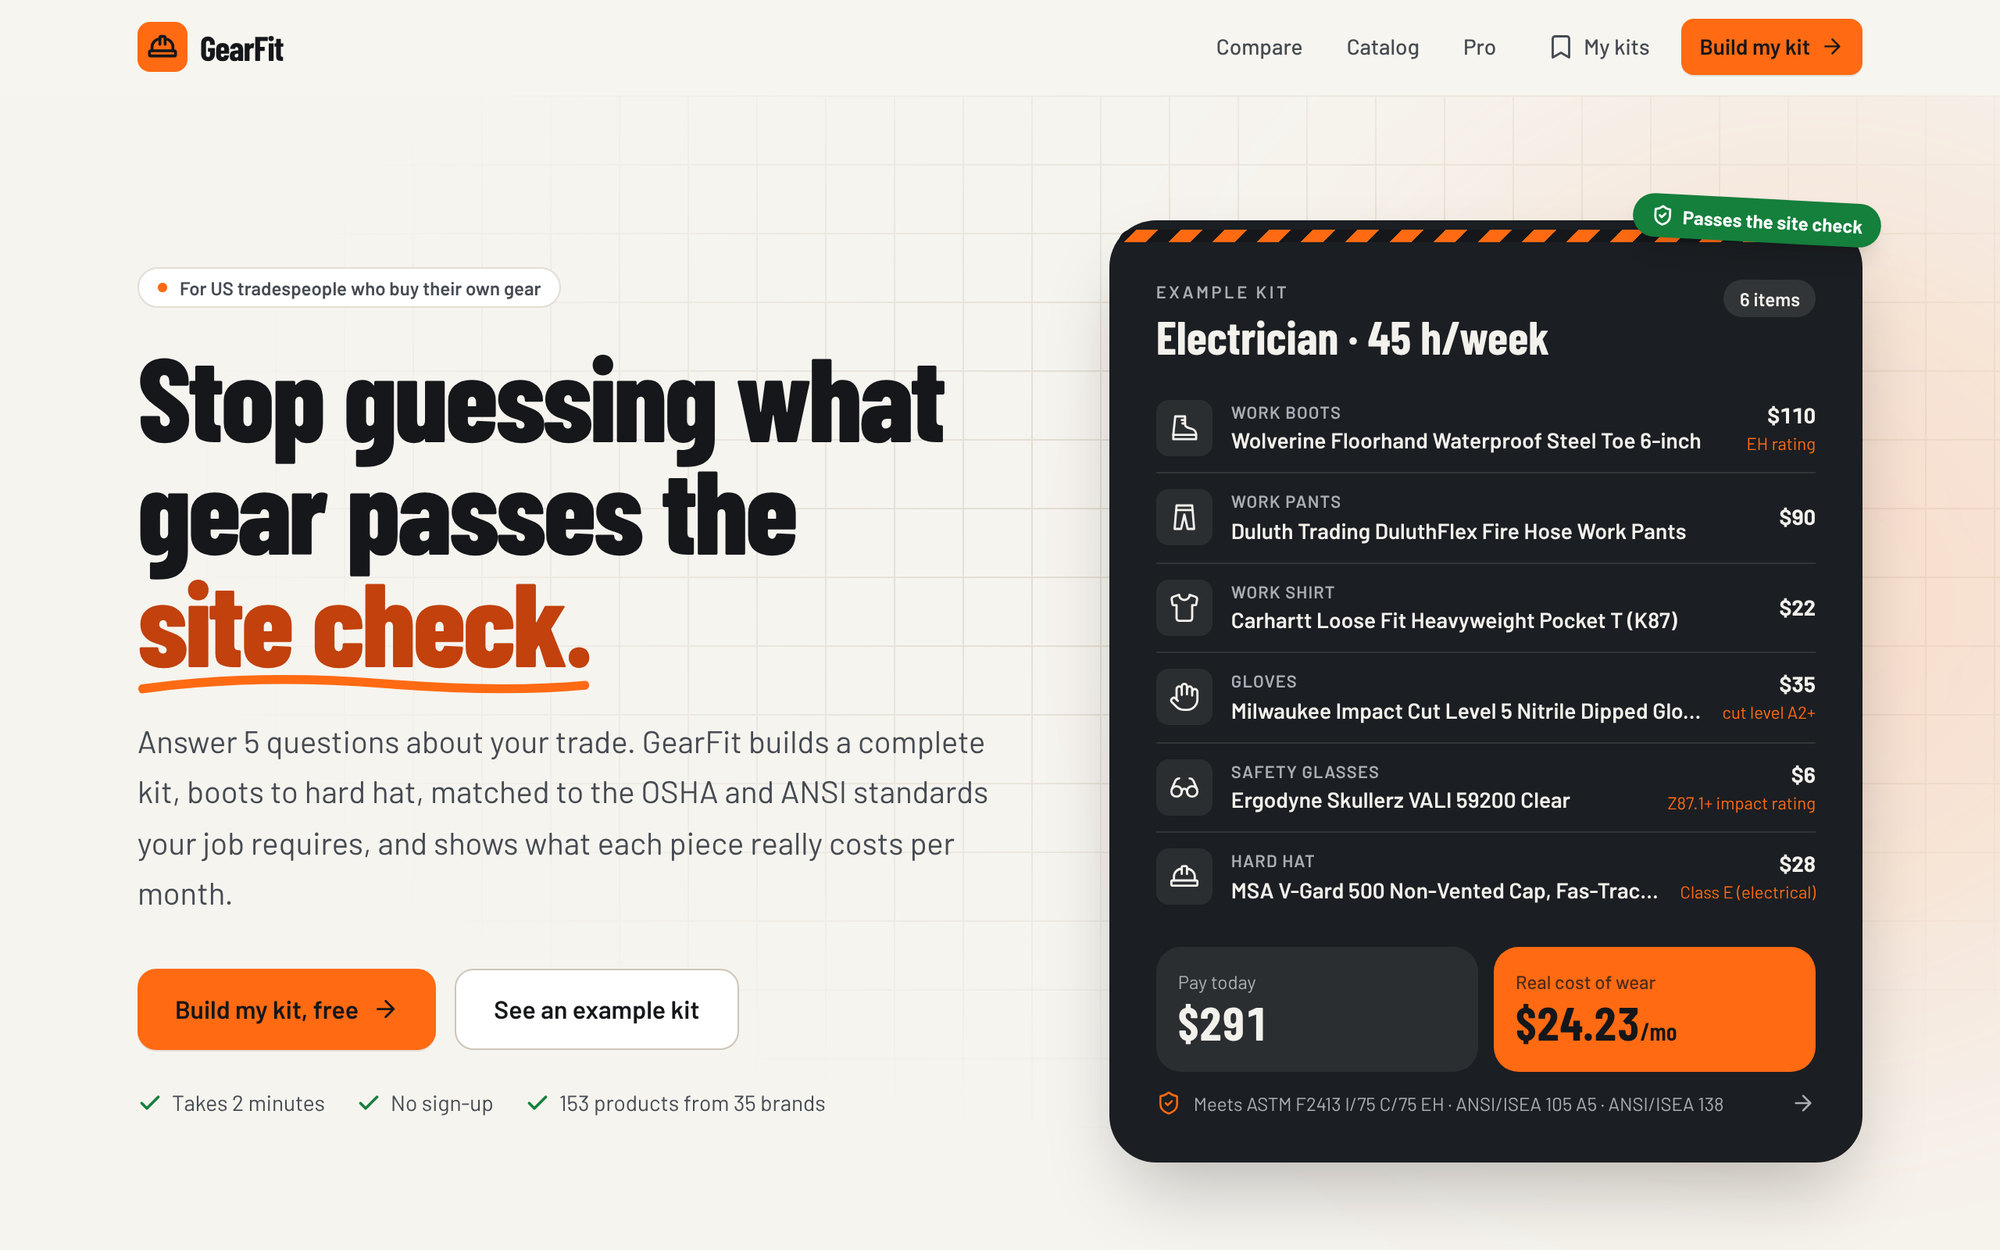 GearFit
Compare
Catalog
Pro
My kits
Build my kit
For US tradespeople who buy their own gear
Stop guessing what
gear passes the
site check.
Answer 5 questions about your trade. GearFit builds a complete
kit, boots to hard hat, matched to the OSHA and ANSI standards
your job requires, and shows what each piece really costs per
month.
Build my kit, free
See an example kit
Takes 2 minutes
No sign-up
153 products from 35 brands
Passes the site check
EXAMPLE KIT
6 items
Electrician · 45 h/week
WORK BOOTS
Wolverine Floorhand Waterproof Steel Toe 6-inch
$110
EH rating
WORK PANTS
Duluth Trading DuluthFlex Fire Hose Work Pants
$90
WORK SHIRT
Carhartt Loose Fit Heavyweight Pocket T (K87)
$22
GLOVES
Milwaukee Impact Cut Level 5 Nitrile Dipped Glo...
$35
cut level A2+
SAFETY GLASSES
Ergodyne Skullerz VALI 59200 Clear
$6
Z87.1+ impact rating
HARD HAT
MSA V-Gard 500 Non-Vented Cap, Fas-Trac...
$28
Class E (electrical)
Pay today
$291
Real cost of wear
$24.23/mo
Meets ASTM F2413 I/75 C/75 EH · ANSI/ISEA 105 A5 · ANSI/ISEA 138